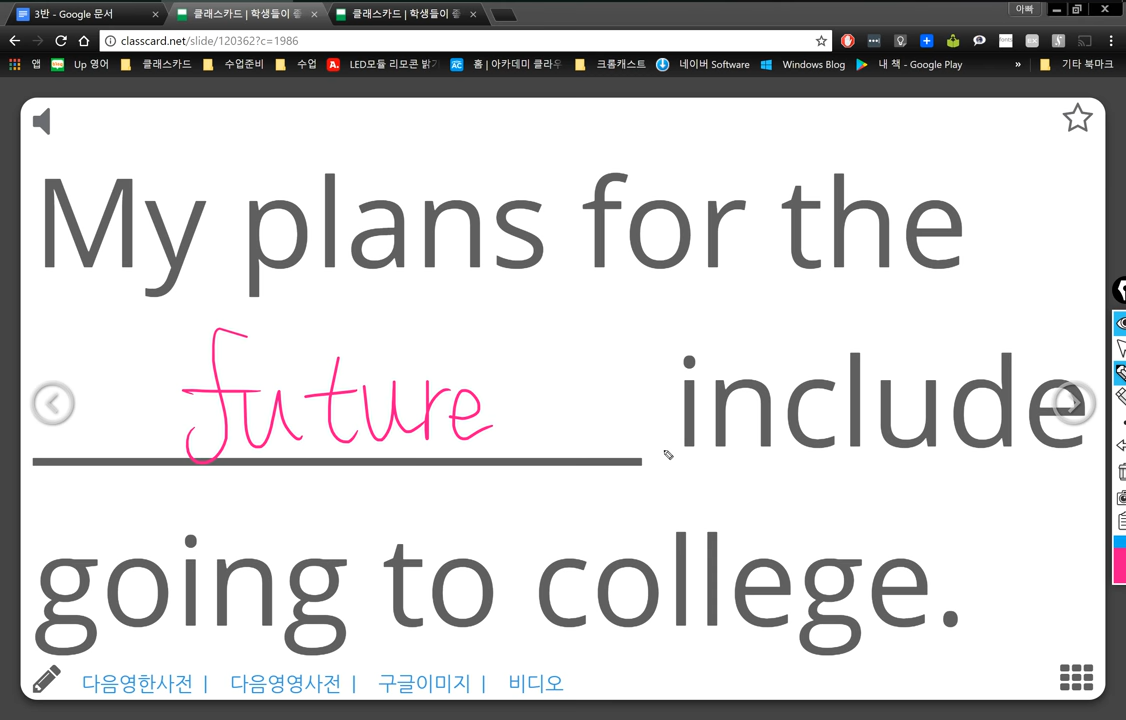 3반 - Google 문서
클래스카드 | 학생들이 좋
클래스카드 | 학생들이 좋
아빠
classcard.net/slide/120362?c=1986
앱
Up 영어
클래스카드
수업준비
수업
LED모듈 리모콘 밝기
홈 | 아카데미 클라우
크롬캐스트
네이버 Software
Windows Blog
내 책 - Google Play
»
기타 북마크
My plans for the
future include
going to college.
다음영한사전 | 다음영영사전 | 구글이미지 | 비디오